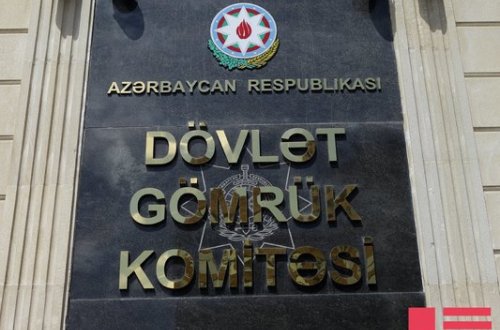 AZƏRBAYCAN RESPUBLİKASI
DÖVLƏT
GÖMRÜK
KOMİTƏSİ